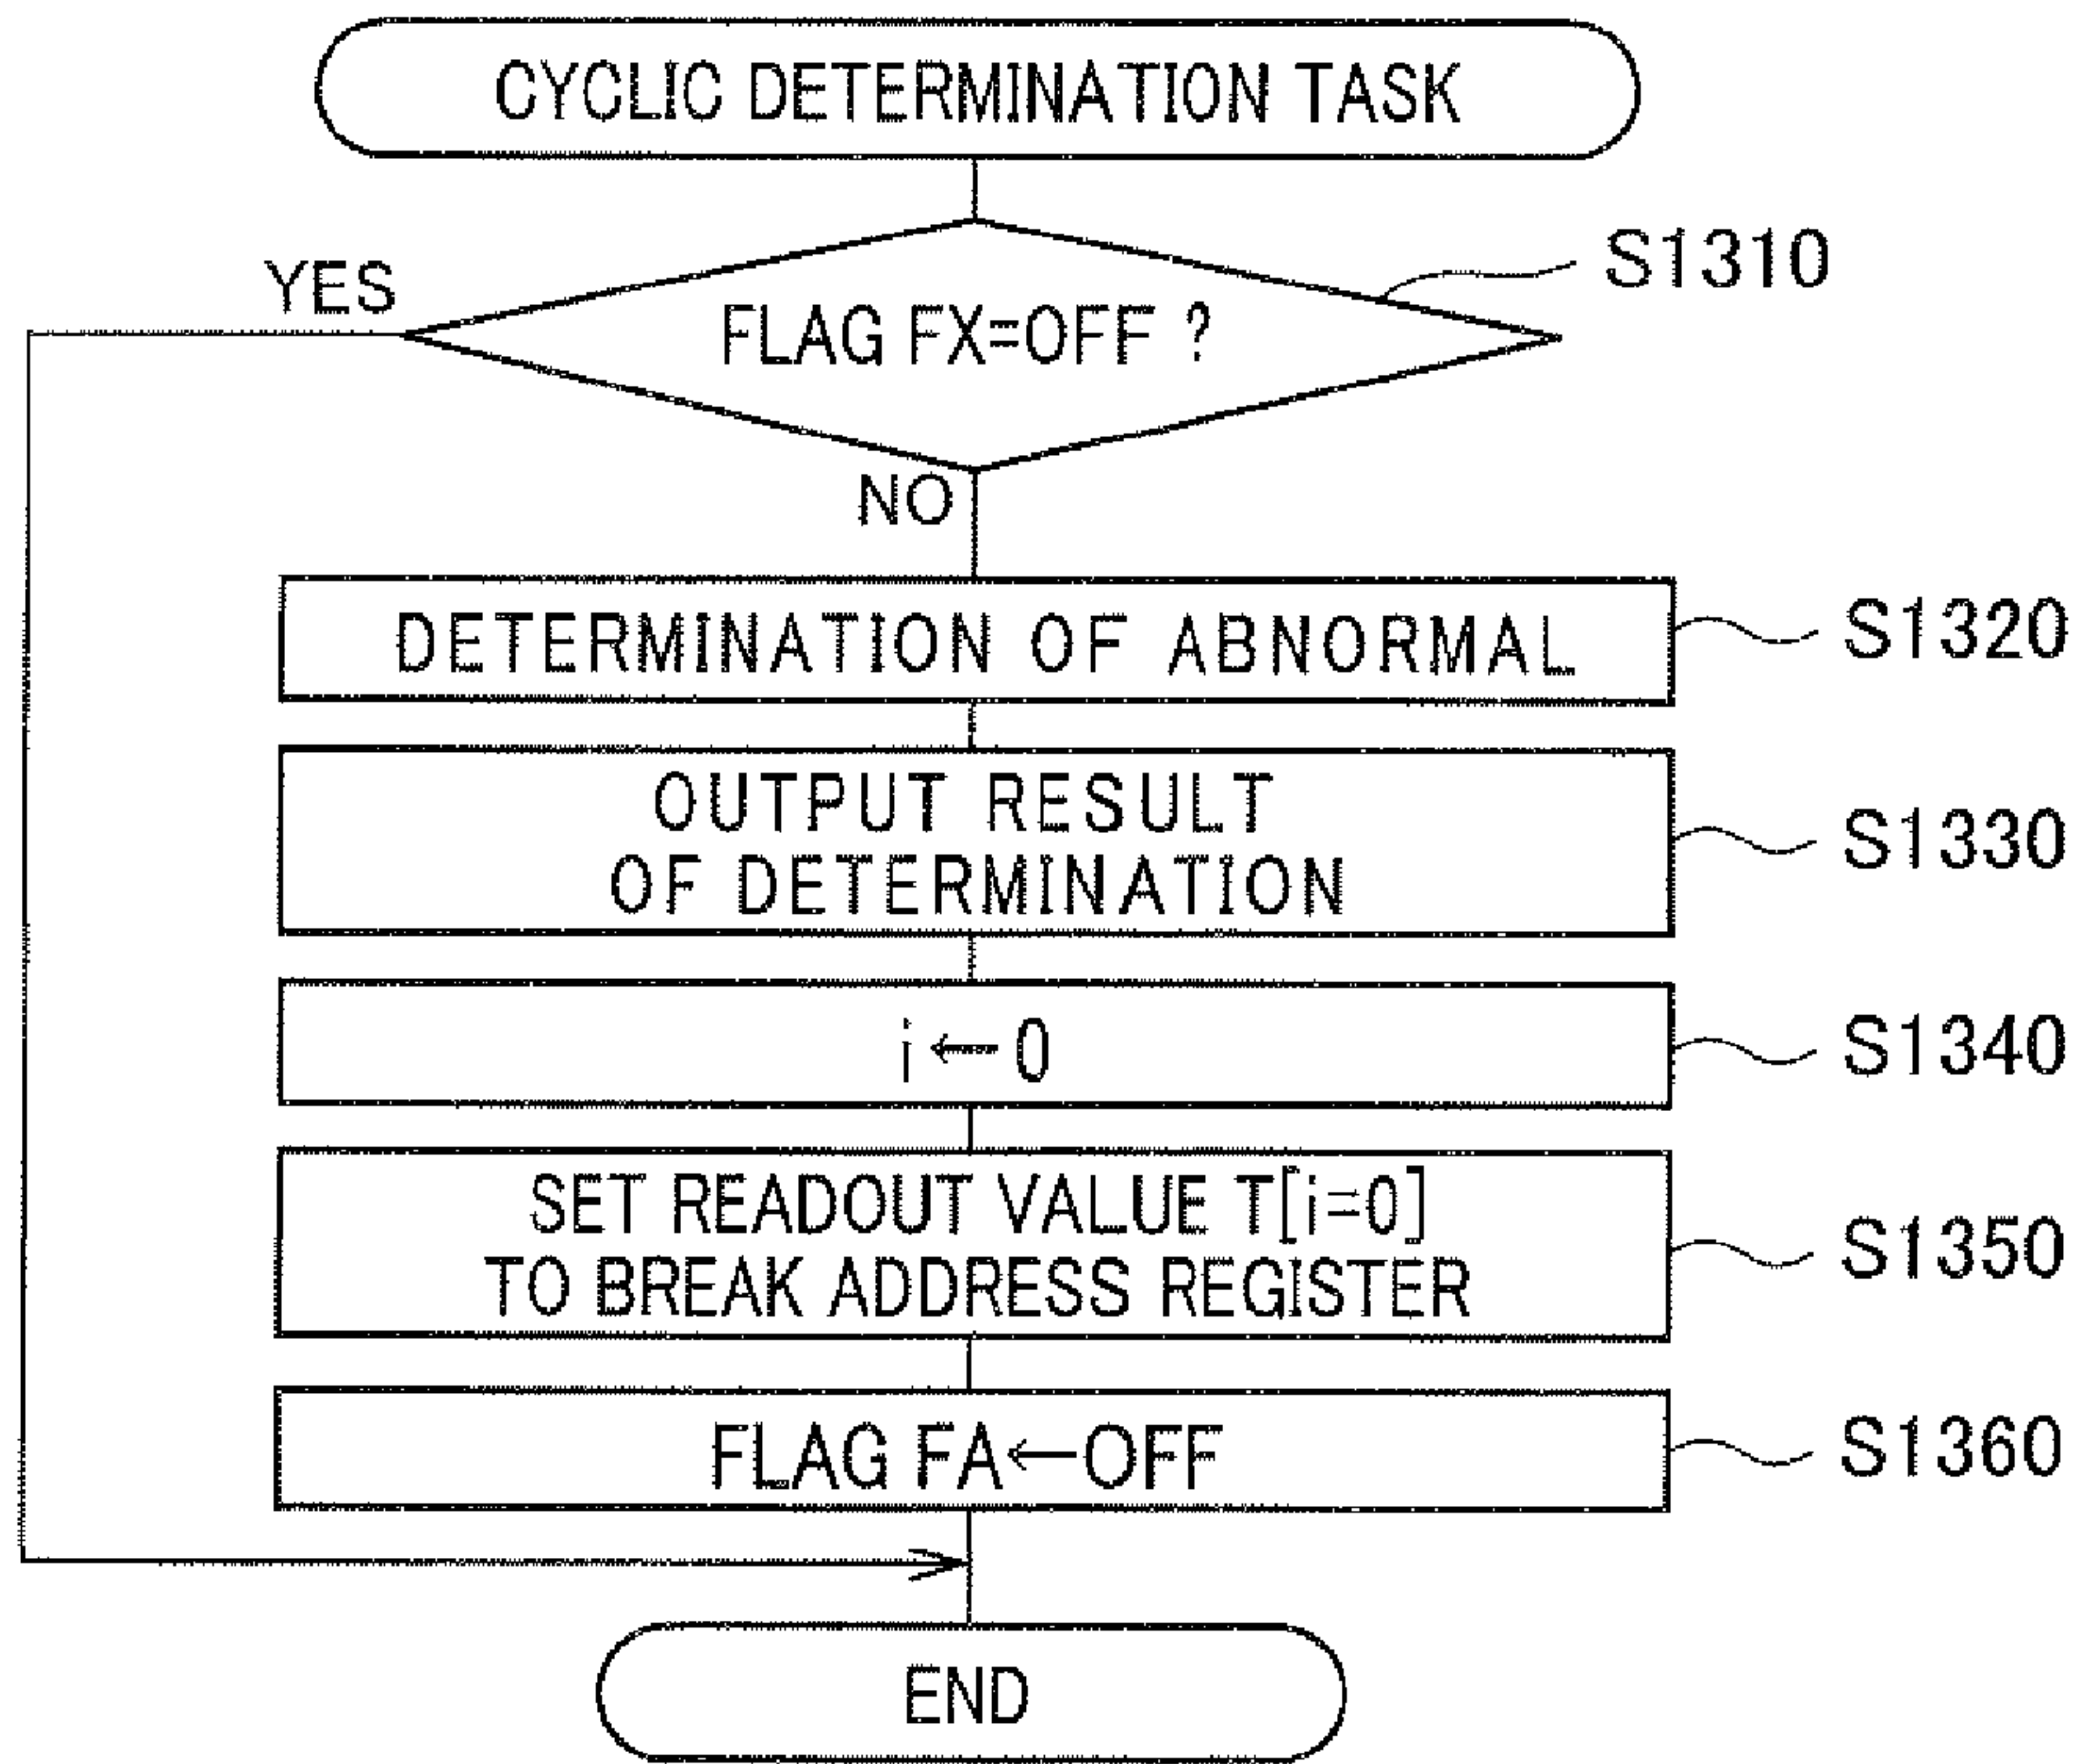 CYCLIC DETERMINATION TASK
S1310
YES
FLAG FX=OFF ?
NO
DETERMINATION OF ABNORMAL
S1320
OUTPUT RESULT
OF DETERMINATION
S1330
i←0
S1340
SET READOUT VALUE T[i=0]
TO BREAK ADDRESS REGISTER
S1350
FLAG FA←OFF
S1360
END